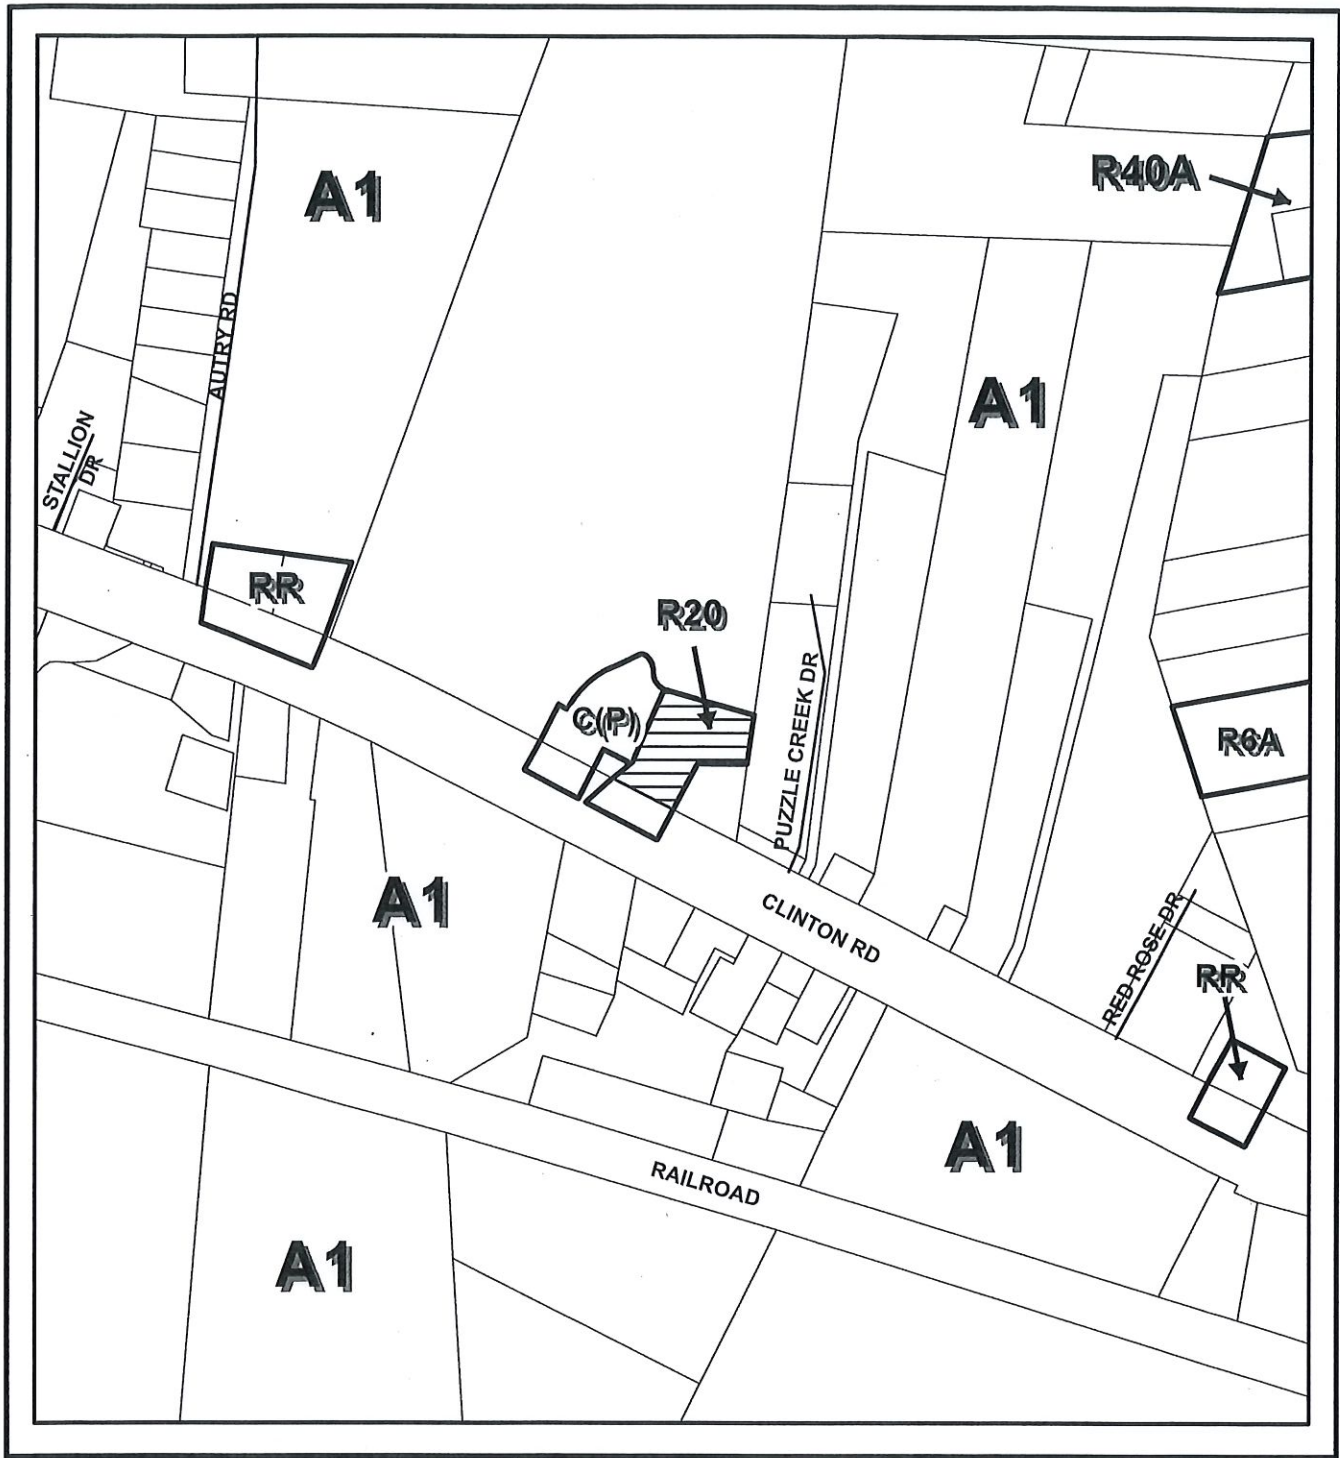 R40A
A1
AUTRY RD
A1
STALLION
DR
RR
R20
C(P)
PUZZLE CREEK DR
R6A
A1
CLINTON RD
RED ROSE DR
RR
A1
RAILROAD
A1